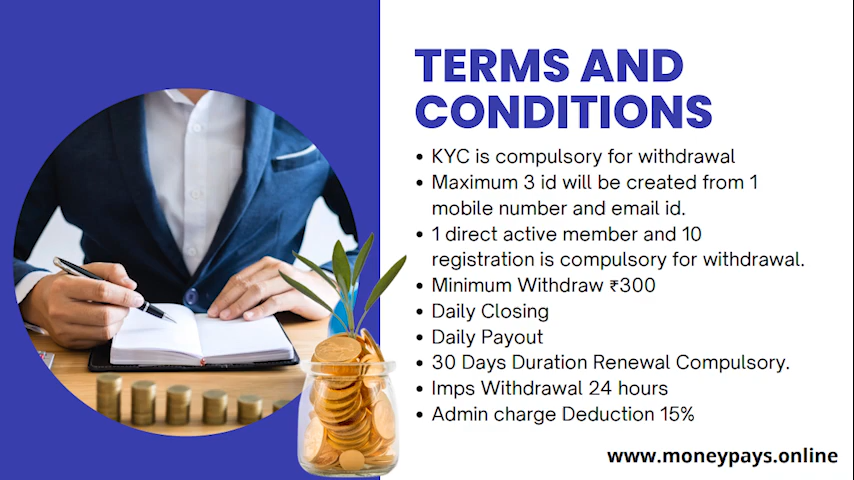 TERMS AND
CONDITIONS
• KYC is compulsory for withdrawal
• Maximum 3 id will be created from 1
mobile number and email id.
• 1 direct active member and 10
registration is compulsory for withdrawal.
• Minimum Withdraw ₹300
• Daily Closing
• Daily Payout
• 30 Days Duration Renewal Compulsory.
• Imps Withdrawal 24 hours
• Admin charge Deduction 15%
www.moneypays.online